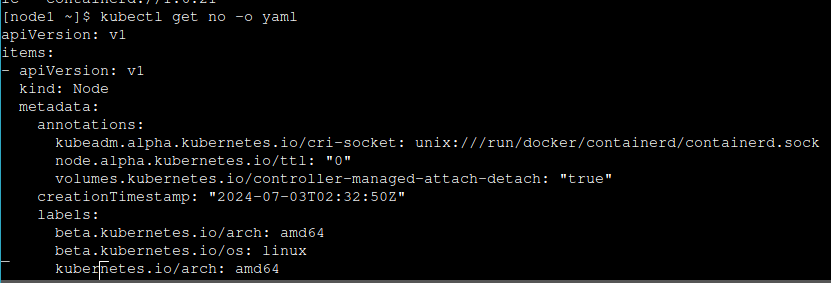 [node1 ~]$ kubectl get no -o yaml
apiVersion: v1
items:
- apiVersion: v1
  kind: Node
  metadata:
    annotations:
      kubeadm.alpha.kubernetes.io/cri-socket: unix:///run/docker/containerd/containerd.sock
      node.alpha.kubernetes.io/ttl: "0"
      volumes.kubernetes.io/controller-managed-attach-detach: "true"
    creationTimestamp: "2024-07-03T02:32:50Z"
    labels:
      beta.kubernetes.io/arch: amd64
      beta.kubernetes.io/os: linux
      kubernetes.io/arch: amd64